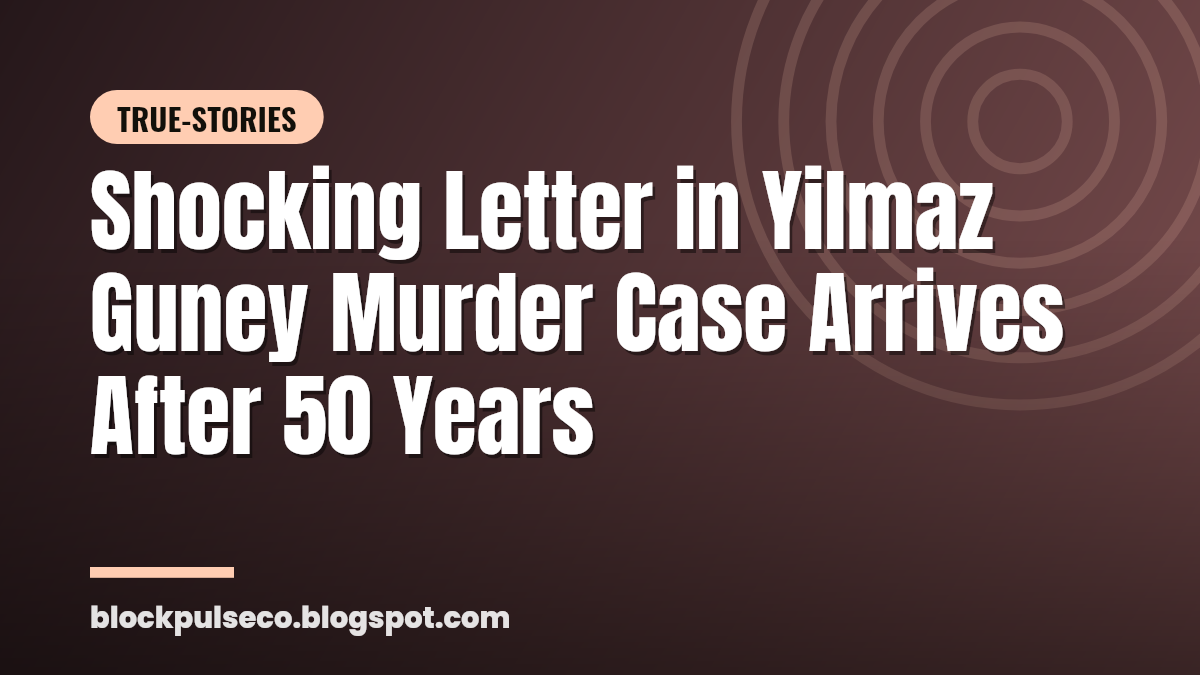 TRUE-STORIES
Shocking Letter in Yilmaz
Guney Murder Case Arrives
After 50 Years
blockpulseco.blogspot.com